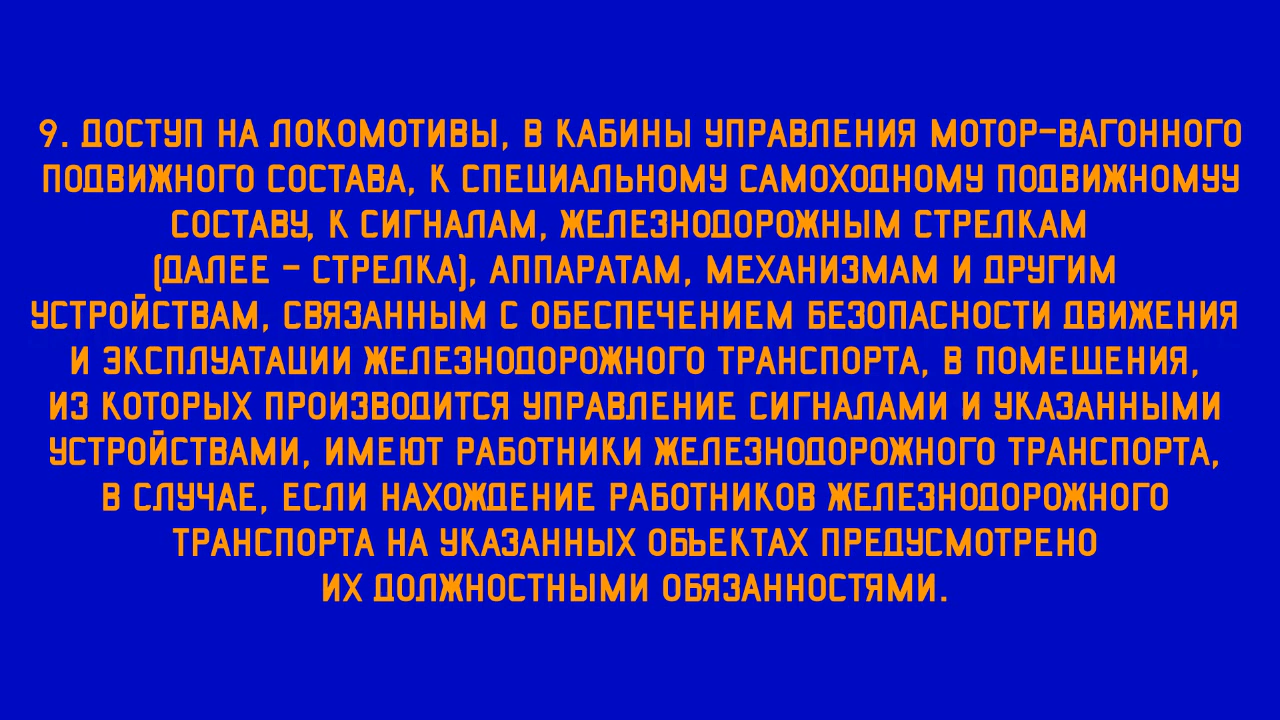 9. ДОСТУП НА ЛОКОМОТИВЫ, В КАБИНЫ УПРАВЛЕНИЯ МОТОР-ВАГОННОГО
ПОДВИЖНОГО СОСТАВА, К СПЕЦИАЛЬНОМУ САМОХОДНОМУ ПОДВИЖНОМУУ
СОСТАВУ, К СИГНАЛАМ, ЖЕЛЕЗНОДОРОЖНЫМ СТРЕЛКАМ
(ДАЛЕЕ - СТРЕЛКА), АППАРАТАМ, МЕХАНИЗМАМ И ДРУГИМ
УСТРОЙСТВАМ, СВЯЗАННЫМ С ОБЕСПЕЧЕНИЕМ БЕЗОПАСНОСТИ ДВИЖЕНИЯ
И ЭКСПЛУАТАЦИИ ЖЕЛЕЗНОДОРОЖНОГО ТРАНСПОРТА, В ПОМЕЩЕНИЯ,
ИЗ КОТОРЫХ ПРОИЗВОДИТСЯ УПРАВЛЕНИЕ СИГНАЛАМИ И УКАЗАННЫМИ
УСТРОЙСТВАМИ, ИМЕЮТ РАБОТНИКИ ЖЕЛЕЗНОДОРОЖНОГО ТРАНСПОРТА,
В СЛУЧАЕ, ЕСЛИ НАХОЖДЕНИЕ РАБОТНИКОВ ЖЕЛЕЗНОДОРОЖНОГО
ТРАНСПОРТА НА УКАЗАННЫХ ОБЪЕКТАХ ПРЕДУСМОТРЕНО
ИХ ДОЛЖНОСТНЫМИ ОБЯЗАННОСТЯМИ.